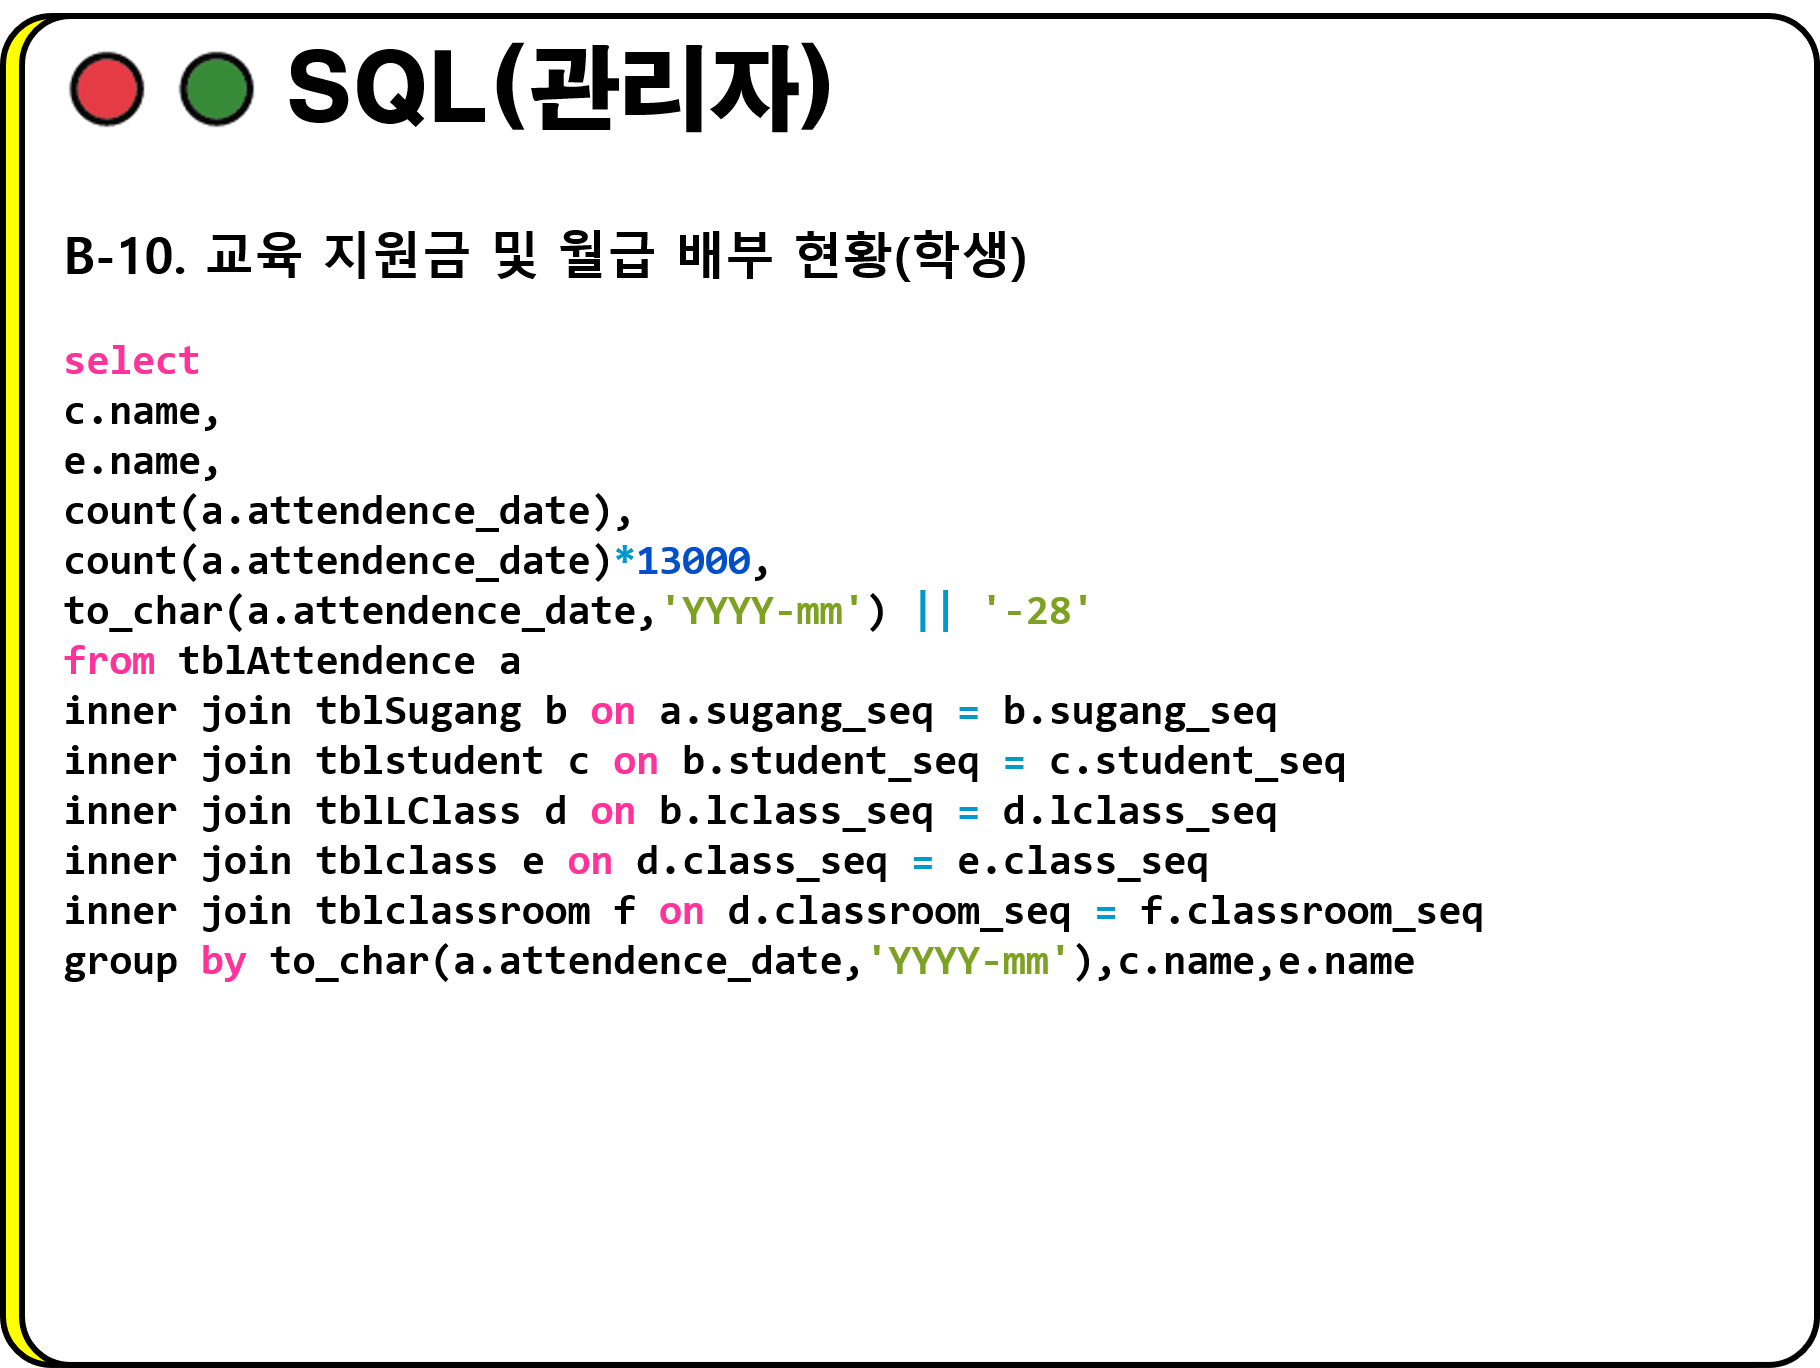 SQL(관리자)
B-10. 교육 지원금 및 월급 배부 현황(학생)
select
c.name,
e.name,
count(a.attendence_date),
count(a.attendence_date)*13000,
to_char(a.attendence_date,'YYYY-mm') || '-28'
from tblAttendence a
inner join tblSugang b on a.sugang_seq = b.sugang_seq
inner join tblstudent c on b.student_seq = c.student_seq
inner join tblLClass d on b.lclass_seq = d.lclass_seq
inner join tblclass e on d.class_seq = e.class_seq
inner join tblclassroom f on d.classroom_seq = f.classroom_seq
group by to_char(a.attendence_date,'YYYY-mm'),c.name,e.name